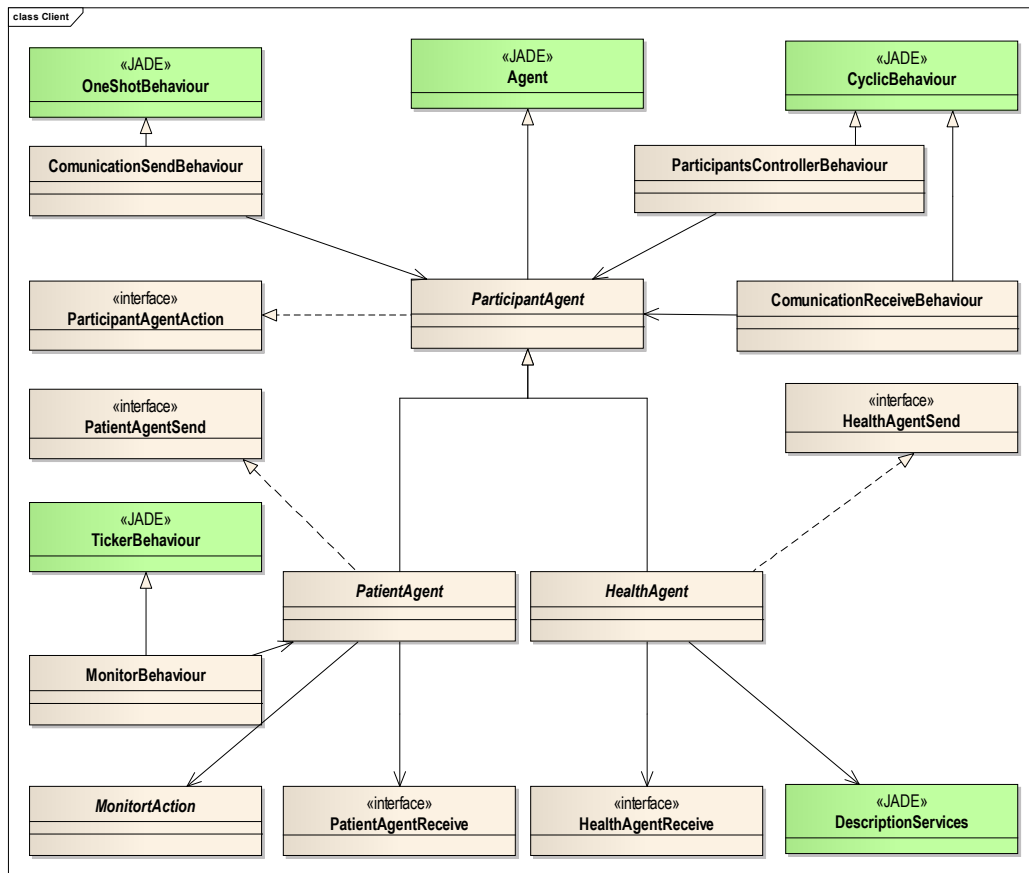 class Client
«JADE»
OneShotBehaviour
«JADE»
Agent
«JADE»
CyclicBehaviour
ComunicationSendBehaviour
ParticipantsControllerBehaviour
«interface»
ParticipantAgentAction
ParticipantAgent
ComunicationReceiveBehaviour
«interface»
PatientAgentSend
«interface»
HealthAgentSend
«JADE»
TickerBehaviour
PatientAgent
HealthAgent
MonitorBehaviour
MonitortAction
«interface»
PatientAgentReceive
«interface»
HealthAgentReceive
«JADE»
DescriptionServices